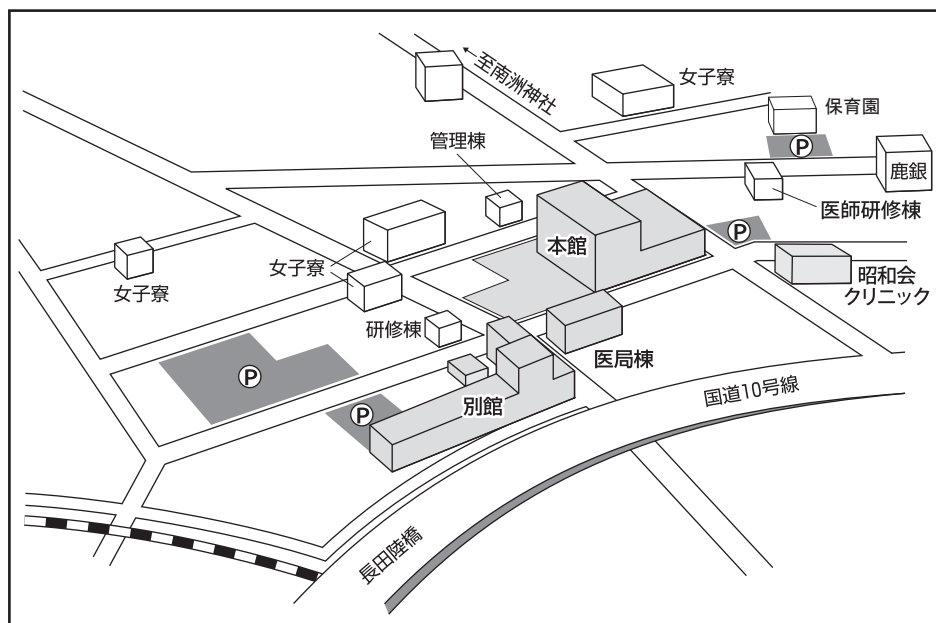 至南洲神社
女子寮
保育園
管理棟
P
鹿銀
医師研修棟
本館
P
女子寮
昭和会
クリニック
女子寮
研修棟
医局棟
P
国道10号線
別館
P
長田陸橋